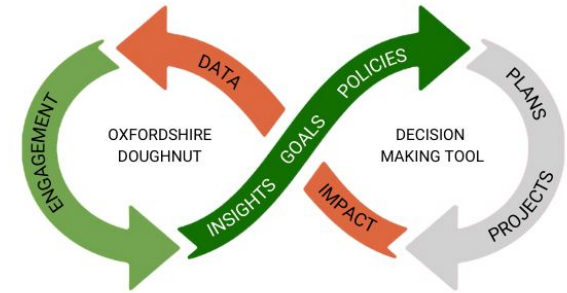 DATA
ENGAGEMENT
OXFORDSHIRE
DOUGHNUT
INSIGHTS GOALS POLICIES
DECISION
MAKING TOOL
PLANS
PROJECTS
IMPACT